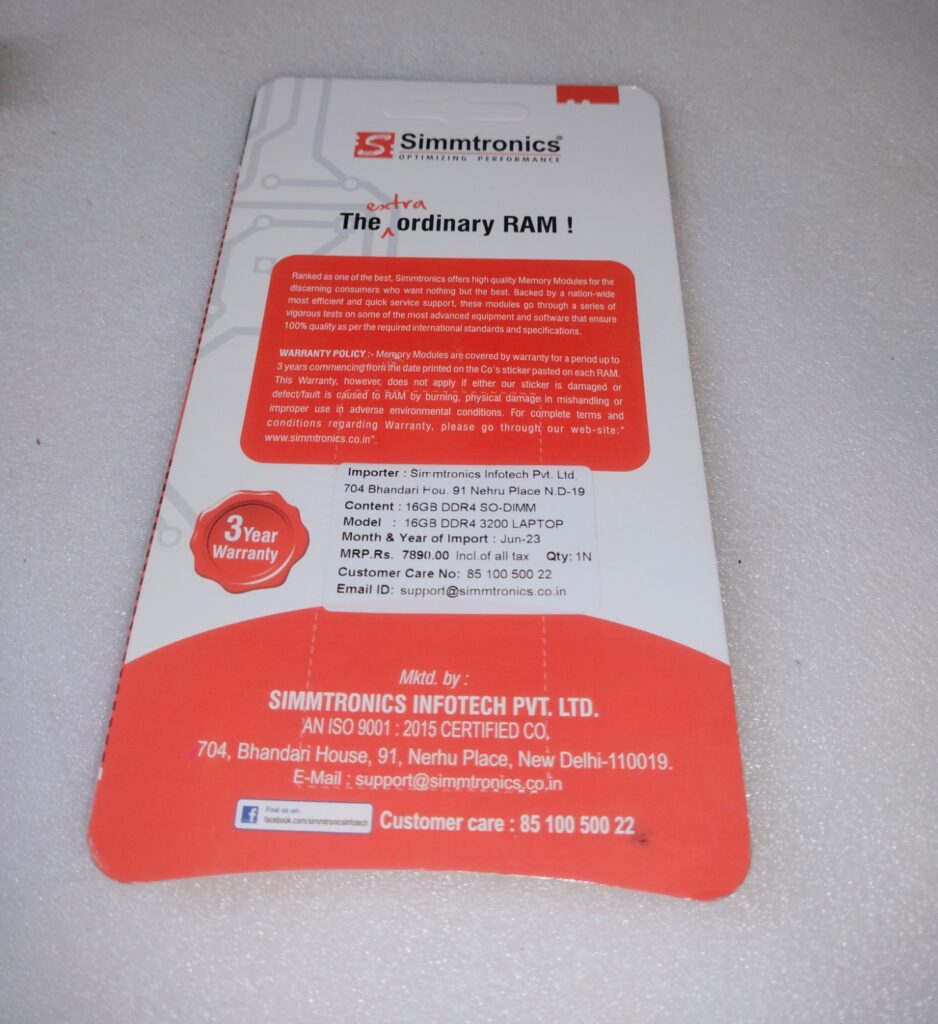 Simmtronics®
OPTIMIZING PERFORMANCE
extra
The ordinary RAM !
Ranked as one of the best, Simmtronics offers high quality Memory Modules for the
discerning consumers who want nothing but the best. Backed by a nation-wide
most efficient and quick service support, these modules go through a series of
vigorous tests on some of the most advanced equipment and software that ensure
100% quality as per the required international standards and specifications.
WARRANTY POLICY :- Memory Modules are covered by warranty for a period up to
3 years commencing from the date printed on the Co's sticker pasted on each RAM.
This Warranty, however, does not apply if either our sticker is damaged or
defect/fault is caused to RAM by burning, physical damage in mishandling or
improper use in adverse environmental conditions. For complete terms and
conditions regarding Warranty, please go through our web-site:"
www.simmtronics.co.in".
Importer : Simmtronics Infotech Pvt. Ltd.
704 Bhandari Hou. 91 Nehru Place N.D-19
Content : 16GB DDR4 SO-DIMM
Model : 16GB DDR4 3200 LAPTOP
Month & Year of Import : Jun-23
MRP.Rs. 7890.00 Incl.of all tax Qty: 1N
Customer Care No: 85 100 500 22
Email ID: support@simmtronics.co.in
3 Year
Warranty
Mktd. by :
SIMMTRONICS INFOTECH PVT. LTD.
AN ISO 9001 : 2015 CERTIFIED CO.
704, Bhandari House, 91, Nerhu Place, New Delhi-110019.
E-Mail : support@simmtronics.co.in
Find us on:
facebook.com/simmtronicsinfotech
Customer care : 85 100 500 22